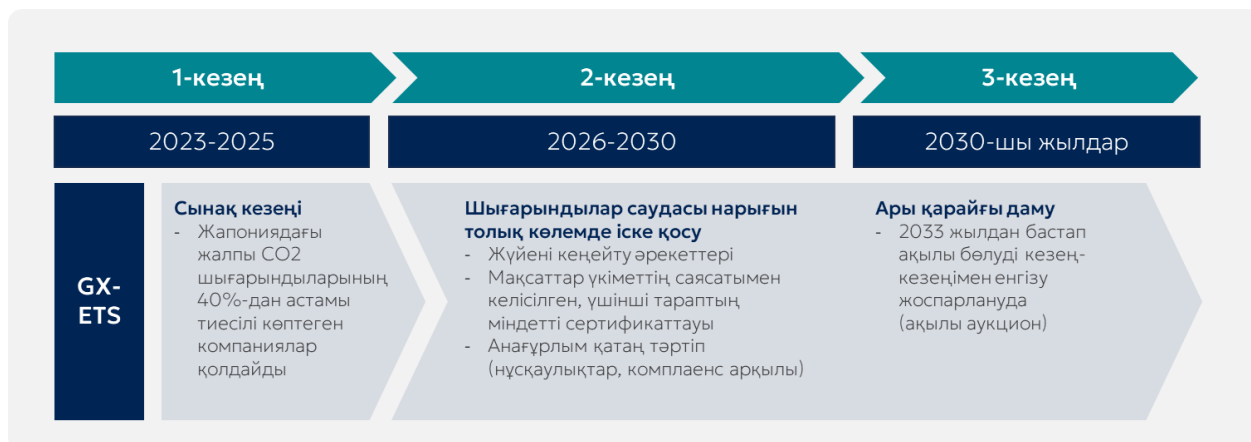 1-кезең
2-кезең
3-кезең
2023-2025
2026-2030
2030-шы жылдар
GX-
ETS
Сынақ кезеңі
- Жапониядағы
жалпы СО2
шығарындыларының
40%-дан астамы
тиесілі көптеген
компаниялар
қолдайды
Шығарындылар саудасы нарығын
толық көлемде іске қосу
- Жүйені кеңейту әрекеттері
- Мақсаттар үкіметтің саясатымен
келісілген, үшінші тараптың
міндетті сертификаттауы
- Анағұрлым қатаң тәртіп
(нұсқаулықтар, комплаенс арқылы)
Ары қарайғы даму
- 2033 жылдан бастап
ақылы бөлуді кезең-
кезеңімен енгізу
жоспарлануда
(ақылы аукцион)